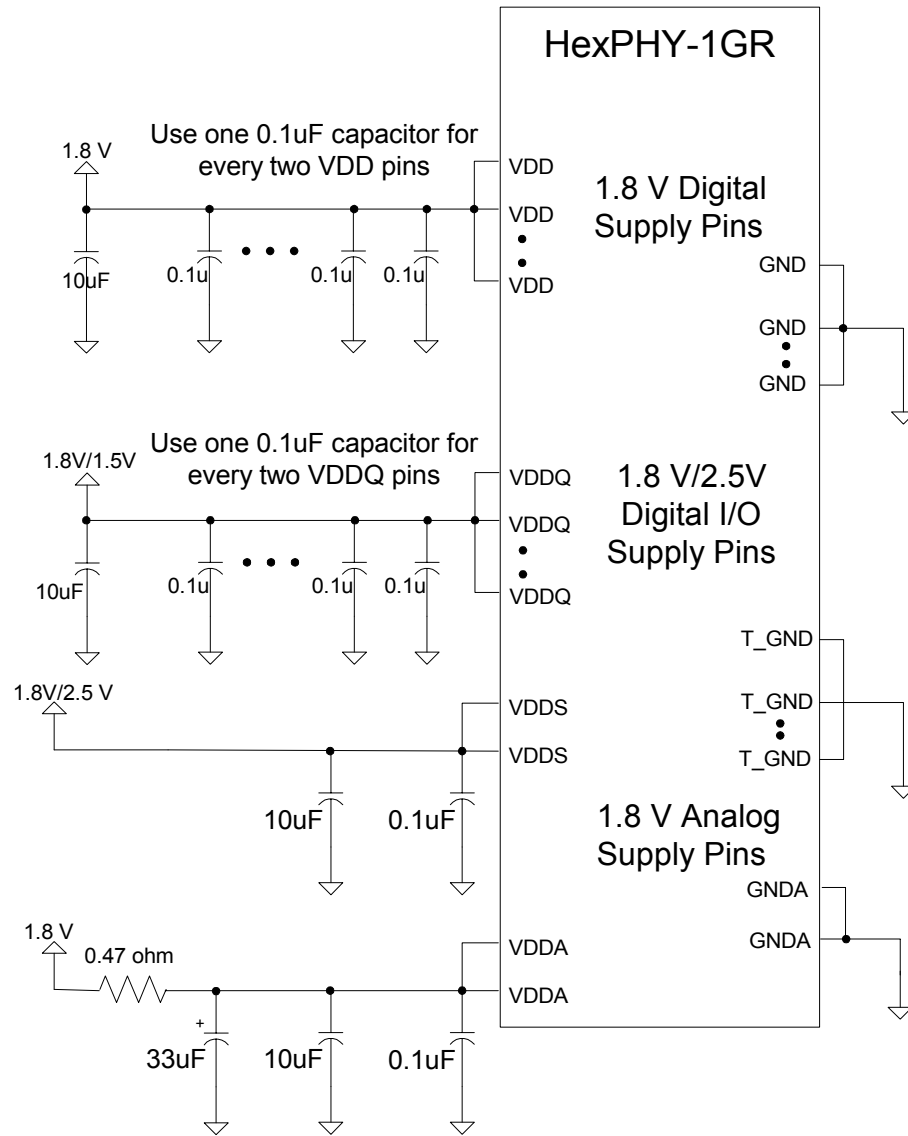 HexPHY-1GR
Use one 0.1uF capacitor for
every two VDD pins
1.8 V
10uF
0.1u
0.1u
0.1u
VDD
VDD
VDD
1.8 V Digital
Supply Pins
GND
GND
GND
Use one 0.1uF capacitor for
every two VDDQ pins
1.8V/1.5V
10uF
0.1u
0.1u
0.1u
VDDQ
VDDQ
VDDQ
1.8 V/2.5V
Digital I/O
Supply Pins
T_GND
T_GND
T_GND
1.8V/2.5 V
VDDS
VDDS
10uF
0.1uF
1.8 V Analog
Supply Pins
GNDA
GNDA
1.8 V
0.47 ohm
VDDA
VDDA
+
33uF
10uF
0.1uF